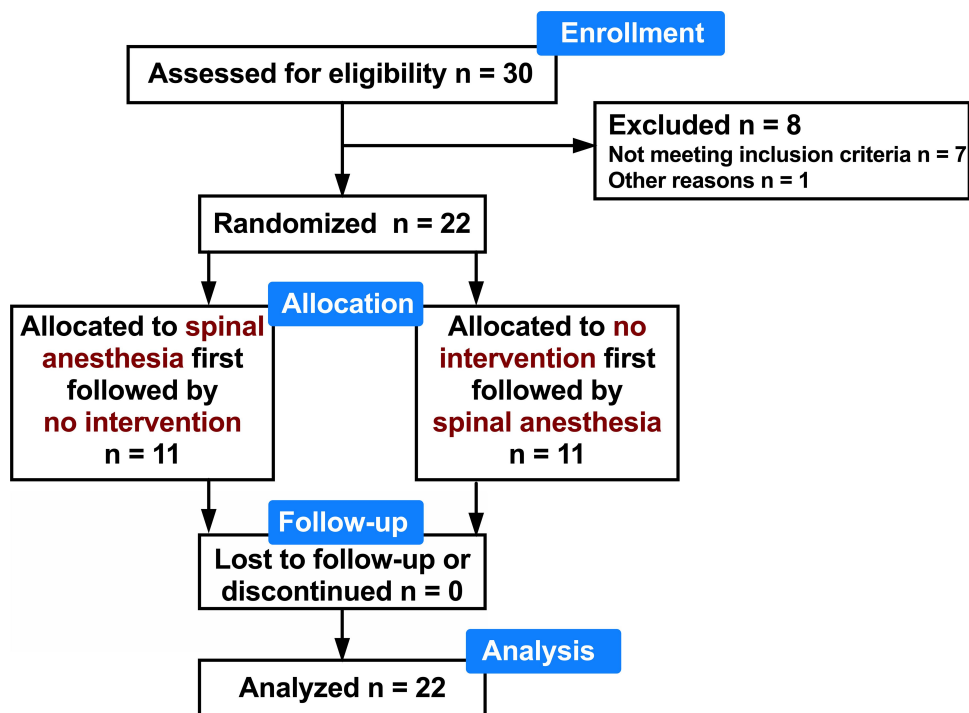 Enrollment
Assessed for eligibility n = 30
Excluded n = 8
Not meeting inclusion criteria n = 7
Other reasons n = 1
Randomized n = 22
Allocation
Allocated to spinal
anesthesia first
followed by
no intervention
n = 11
Allocated to no
intervention first
followed by
spinal anesthesia
n = 11
Follow-up
Lost to follow-up or
discontinued n = 0
Analysis
Analyzed n = 22